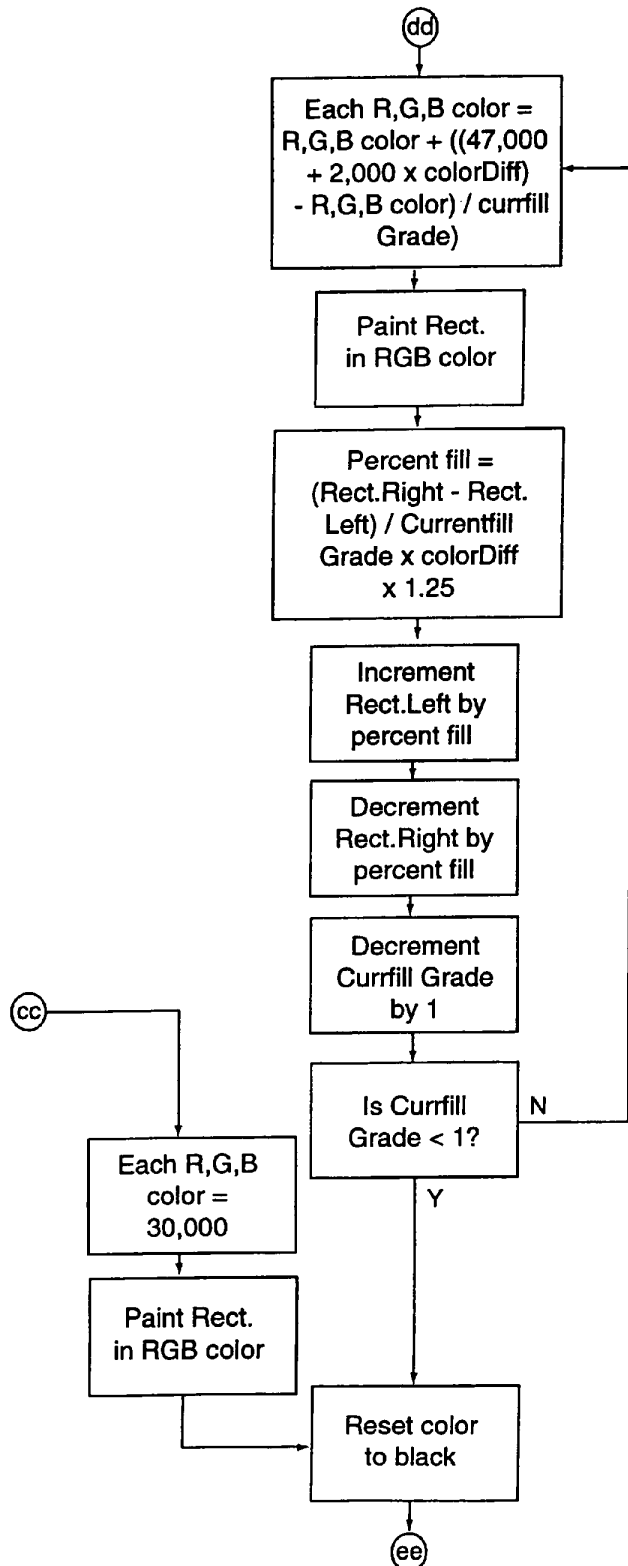 dd
Each R,G,B color =
R,G,B color + ((47,000
+ 2,000 x colorDiff)
- R,G,B color) / currfill
Grade)
Paint Rect.
in RGB color
Percent fill =
(Rect.Right - Rect.
Left) / Currentfill
Grade x colorDiff
x 1.25
Increment
Rect.Left by
percent fill
Decrement
Rect.Right by
percent fill
Decrement
Currfill Grade
by 1
cc
Is Currfill
Grade < 1?
N
Y
Each R,G,B
color =
30,000
Paint Rect.
in RGB color
Reset color
to black
ee